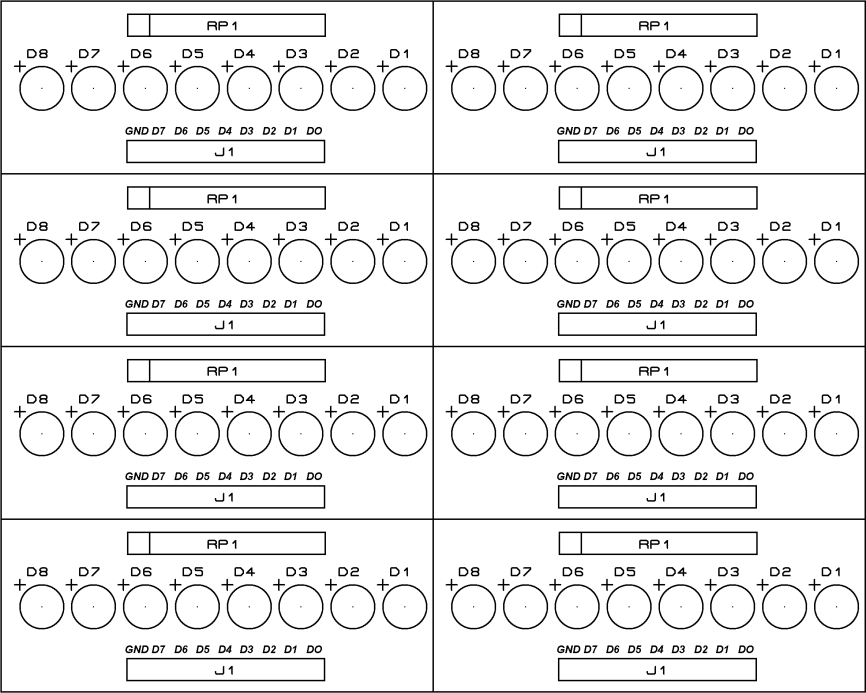 RP1 RP1
D8 D7 D6 D5 D4 D3 D2 D1 D8 D7 D6 D5 D4 D3 D2 D1
GND D7 D6 D5 D4 D3 D2 D1 DO GND D7 D6 D5 D4 D3 D2 D1 DO
J1 J1
RP1 RP1
D8 D7 D6 D5 D4 D3 D2 D1 D8 D7 D6 D5 D4 D3 D2 D1
GND D7 D6 D5 D4 D3 D2 D1 DO GND D7 D6 D5 D4 D3 D2 D1 DO
J1 J1
RP1 RP1
D8 D7 D6 D5 D4 D3 D2 D1 D8 D7 D6 D5 D4 D3 D2 D1
GND D7 D6 D5 D4 D3 D2 D1 DO GND D7 D6 D5 D4 D3 D2 D1 DO
J1 J1
RP1 RP1
D8 D7 D6 D5 D4 D3 D2 D1 D8 D7 D6 D5 D4 D3 D2 D1
GND D7 D6 D5 D4 D3 D2 D1 DO GND D7 D6 D5 D4 D3 D2 D1 DO
J1 J1